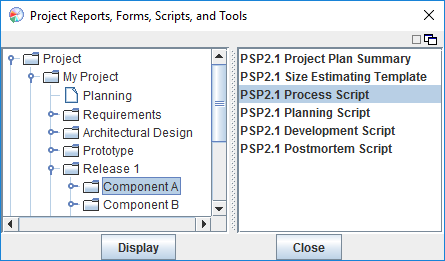 Project Reports, Forms, Scripts, and Tools
Project
My Project
Planning
Requirements
Architectural Design
Prototype
Release 1
Component A
Component B
PSP2.1 Project Plan Summary
PSP2.1 Size Estimating Template
PSP2.1 Process Script
PSP2.1 Planning Script
PSP2.1 Development Script
PSP2.1 Postmortem Script
Display
Close